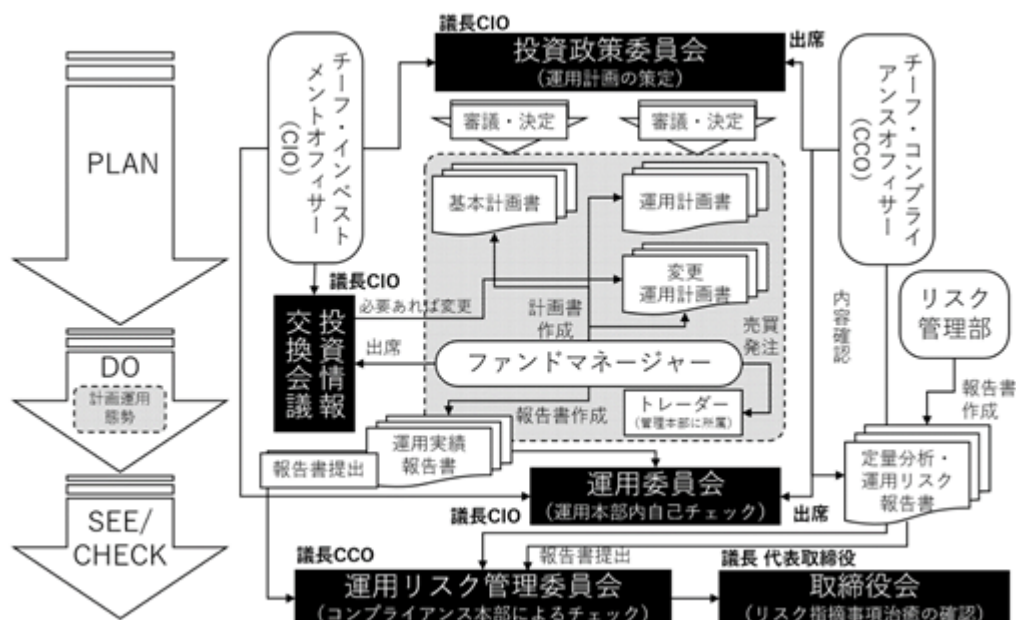 議長CIO
投資政策委員会
(運用計画の策定)
出席
チーフ・インベスト
メントオフィサー
(CIO)
チーフ・コンプライ
アンスオフィサー
(CCO)
PLAN
審議・決定
審議・決定
基本計画書
運用計画書
変更
運用計画書
議長CIO
投資情報
交換会議
必要あれば変更
計画書
作成
売買
発注
内容確認
リスク
管理部
DO
計画運用
態勢
出席
ファンドマネージャー
報告書作成
トレーダー
(管理本部に所属)
報告書
作成
運用実績
報告書
報告書提出
定量分析・
運用リスク
報告書
運用委員会
(運用本部内自己チェック)
議長CIO
出席
SEE/
CHECK
議長CCO
報告書提出
議長 代表取締役
運用リスク管理委員会
(コンプライアンス本部によるチェック)
取締役会
(リスク指摘事項治癒の確認)